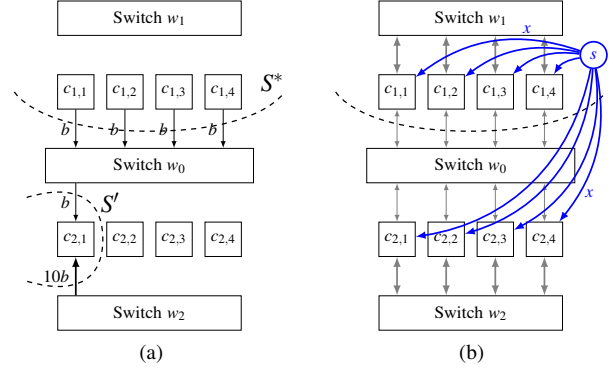 Switch w₁
c₁,₁ c₁,₂ c₁,₃ c₁,₄ S*
b b b b
Switch w₀
b S′
c₂,₁ c₂,₂ c₂,₃ c₂,₄
10b
Switch w₂
(a)
Switch w₁
x s
c₁,₁ c₁,₂ c₁,₃ c₁,₄
Switch w₀
x
c₂,₁ c₂,₂ c₂,₃ c₂,₄
Switch w₂
(b)